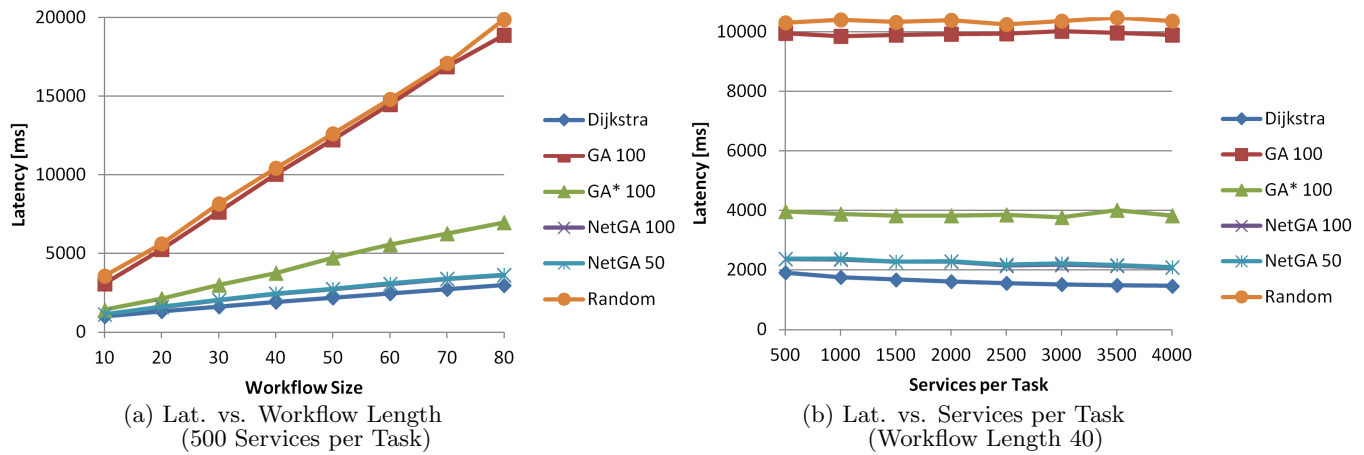 20000
15000
10000
5000
0
Latency [ms]
10 20 30 40 50 60 70 80
Workflow Size
Dijkstra
GA 100
GA* 100
NetGA 100
NetGA 50
Random
(a) Lat. vs. Workflow Length
(500 Services per Task)
10000
8000
6000
4000
2000
0
Latency [ms]
500 1000 1500 2000 2500 3000 3500 4000
Services per Task
Dijkstra
GA 100
GA* 100
NetGA 100
NetGA 50
Random
(b) Lat. vs. Services per Task
(Workflow Length 40)